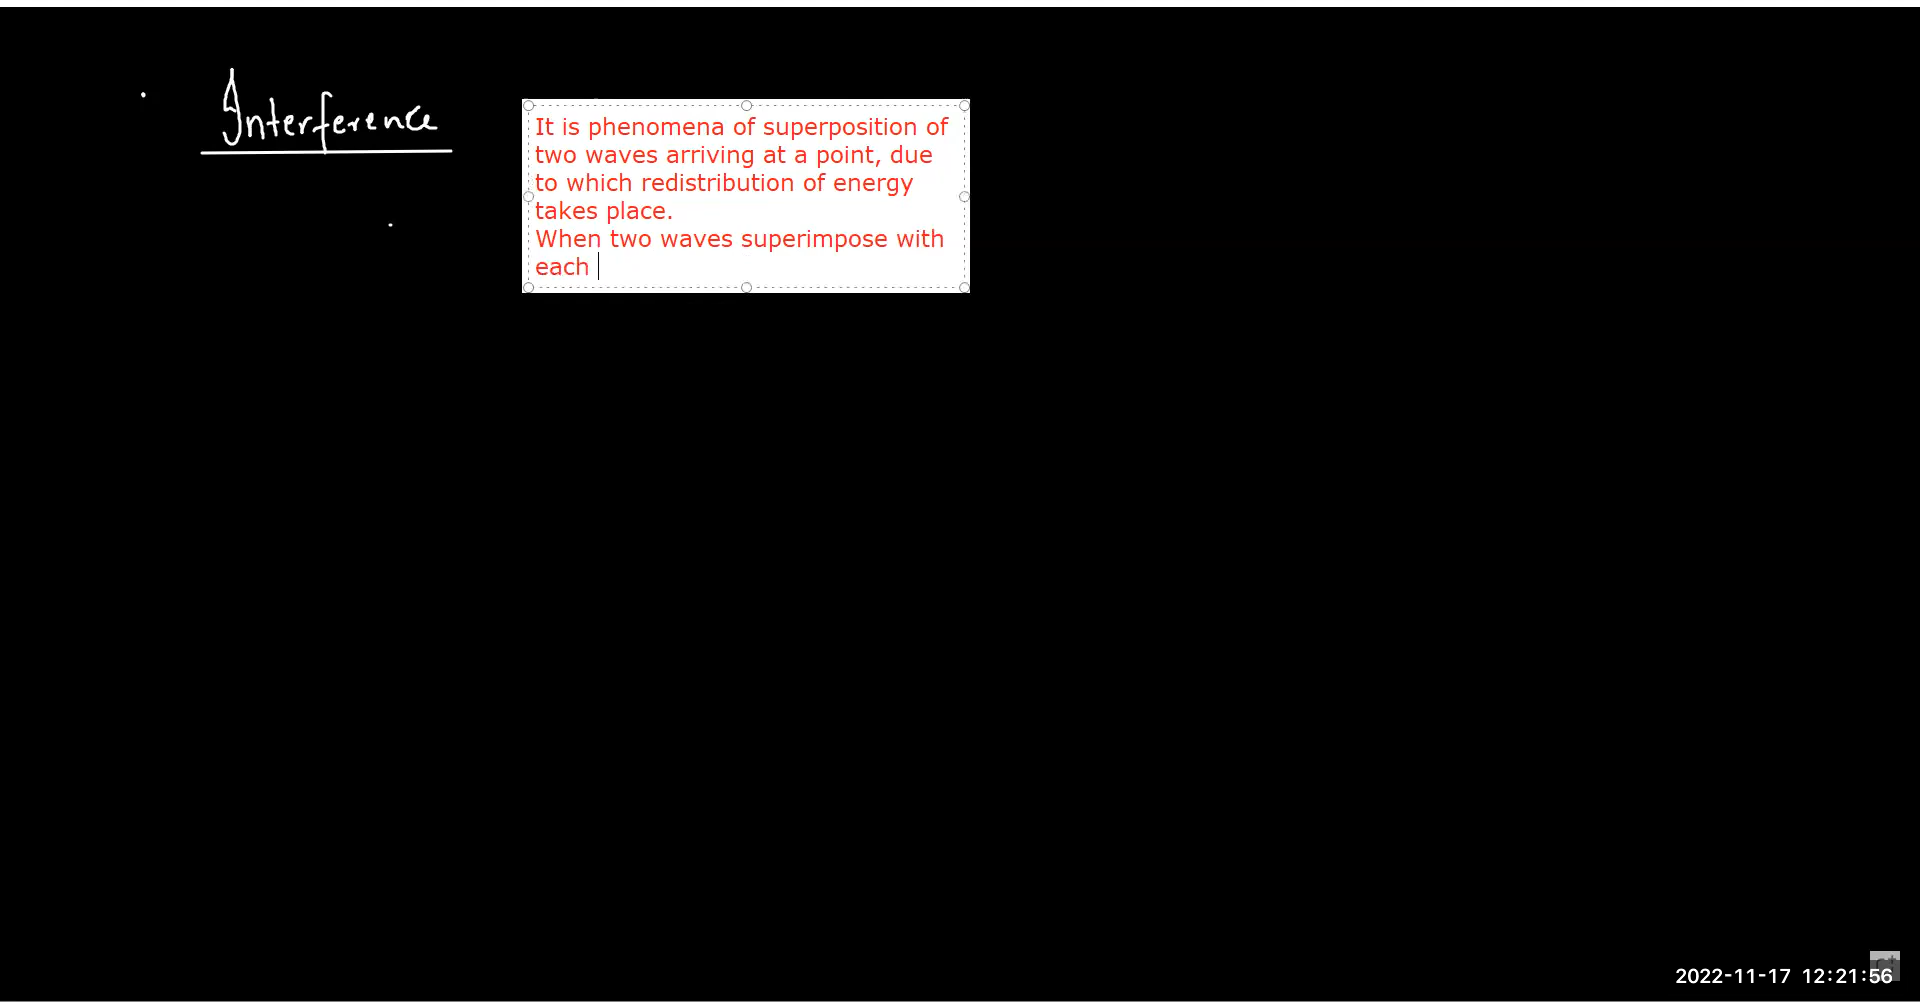 Interference
It is phenomena of superposition of
two waves arriving at a point, due
to which redistribution of energy
takes place.
When two waves superimpose with
each
2022-11-17 12:21:56